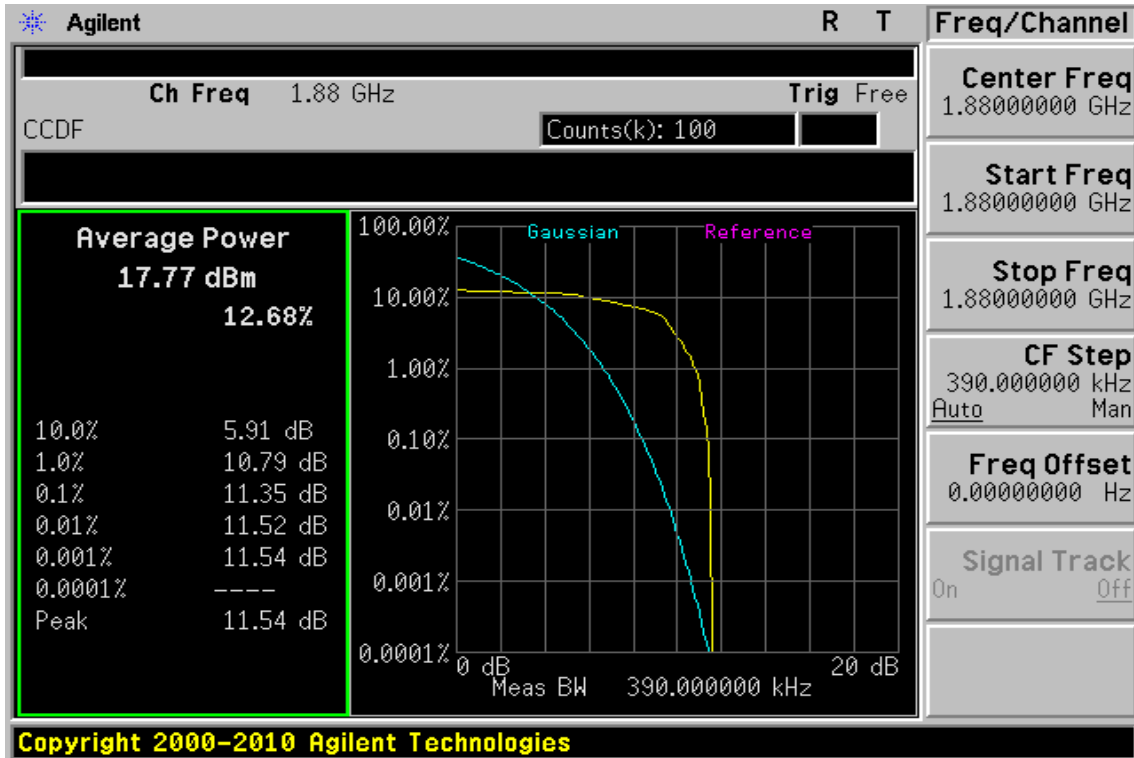 Agilent R T
Ch Freq 1.88 GHz Trig Free
CCDF Counts(k): 100
Average Power
17.77 dBm
12.68%
10.0% 5.91 dB
1.0% 10.79 dB
0.1% 11.35 dB
0.01% 11.52 dB
0.001% 11.54 dB
0.0001% ----
Peak 11.54 dB
Gaussian Reference
100.00%
10.00%
1.00%
0.10%
0.01%
0.001%
0.0001%
0 dB 20 dB
Meas BW 390.000000 kHz
Freq/Channel
Center Freq
1.88000000 GHz
Start Freq
1.88000000 GHz
Stop Freq
1.88000000 GHz
CF Step
390.000000 kHz
Auto Man
Freq Offset
0.00000000 Hz
Signal Track
On Off
Copyright 2000-2010 Agilent Technologies